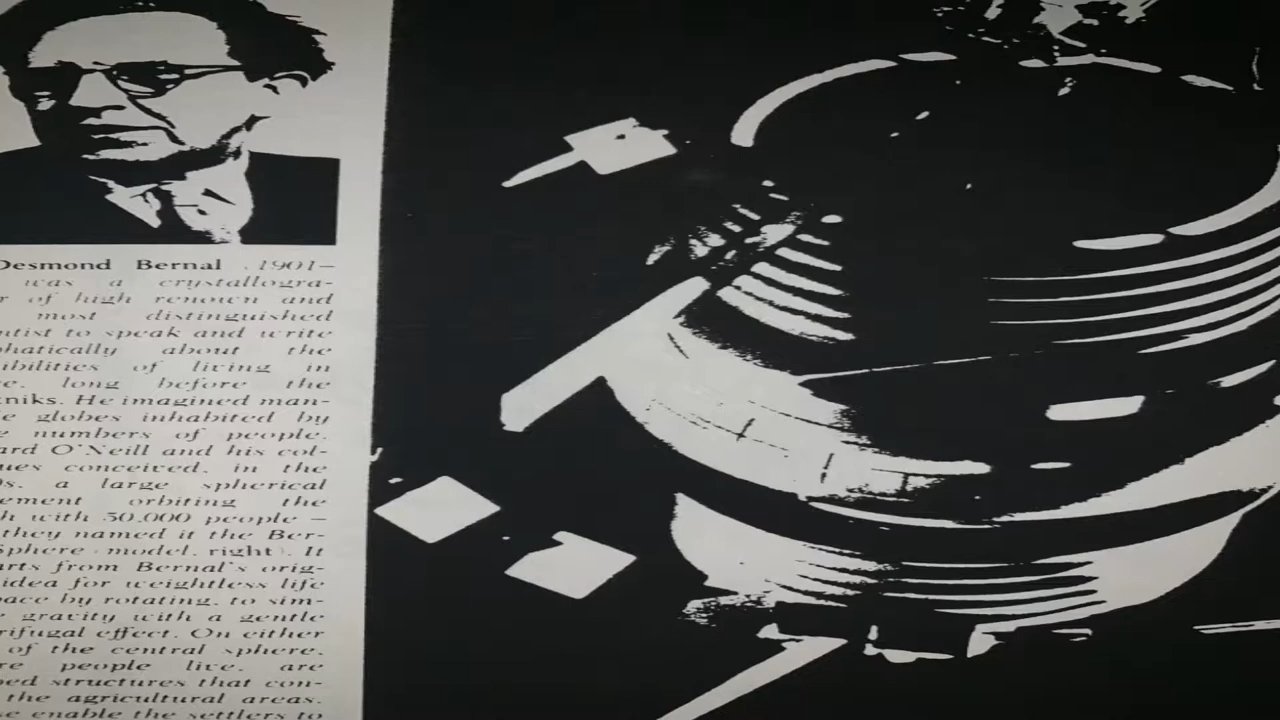 Desmond Bernal (1901–
was a crystallogra-
r of high renown and
most distinguished
ntist to speak and write
phatically about the
ibilities of living in
e, long before the
tniks. He imagined man-
e globes inhabited by
e numbers of people.
ard O'Neill and his col-
ues conceived, in the
0s, a large spherical
ement orbiting the
h with 50,000 people –
they named it the Ber-
Sphere (model, right). It
arts from Bernal's orig-
idea for weightless life
pace by rotating, to sim-
e gravity with a gentle
rifugal effect. On either
of the central sphere,
re people live, are
ped structures that con-
the agricultural areas.
se enable the settlers to